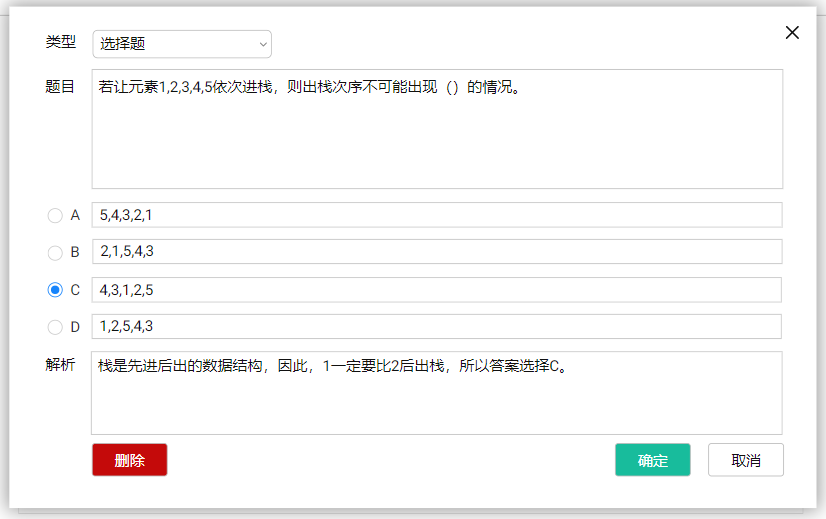 类型 选择题
题目 若让元素1,2,3,4,5依次进栈，则出栈次序不可能出现（）的情况。
A 5,4,3,2,1
B 2,1,5,4,3
C 4,3,1,2,5
D 1,2,5,4,3
解析 栈是先进后出的数据结构，因此，1一定要比2后出栈，所以答案选择C。
删除 确定 取消